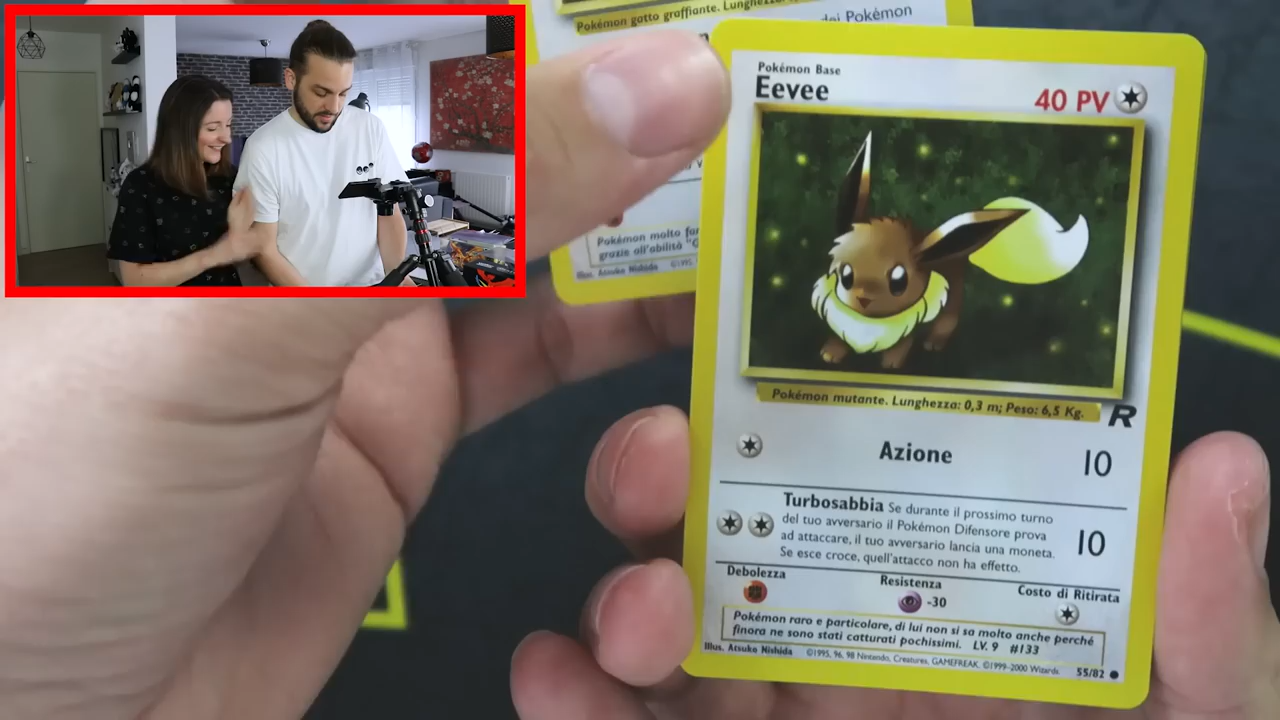 Pokémon gatto graffiante.
dei Pokémon
Pokémon molto
grazie all'abilità "G
Illus. Atsuko Nishida ©1995,
Pokémon Base
Eevee
40 PV
Pokémon mutante. Lunghezza: 0,3 m; Peso: 6,5 Kg.
R
Azione 10
Turbosabbia Se durante il prossimo turno
del tuo avversario il Pokémon Difensore prova
ad attaccare, il tuo avversario lancia una moneta.
Se esce croce, quell'attacco non ha effetto.
10
Debolezza Resistenza Costo di Ritirata
-30
Pokémon raro e particolare, di lui non si sa molto anche perché
finora ne sono stati catturati pochissimi. LV. 9 #133
Illus. Atsuko Nishida ©1995, 96, 98 Nintendo, Creatures, GAMEFREAK. ©1999-2000 Wizards. 55/82